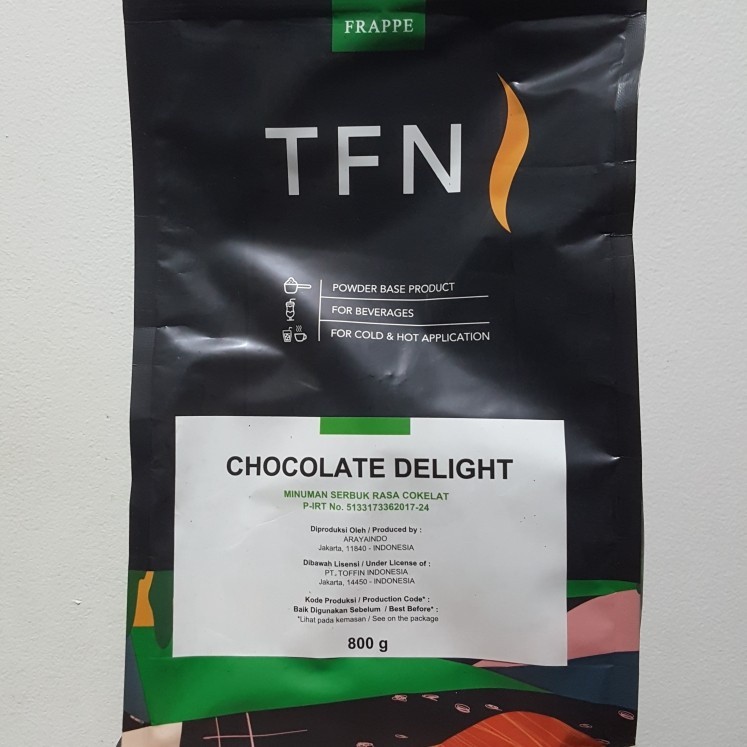 FRAPPE
TFN
POWDER BASE PRODUCT
FOR BEVERAGES
FOR COLD & HOT APPLICATION
CHOCOLATE DELIGHT
MINUMAN SERBUK RASA COKELAT
P-IRT No. 5133173362017-24
Diproduksi Oleh / Produced by :
ARAYAINDO
Jakarta, 11840 - INDONESIA
Dibawah Lisensi / Under License of :
PT. TOFFIN INDONESIA
Jakarta, 14450 - INDONESIA
Kode Produksi / Production Code* :
Baik Digunakan Sebelum / Best Before* :
*Lihat pada kemasan / See on the package
800 g